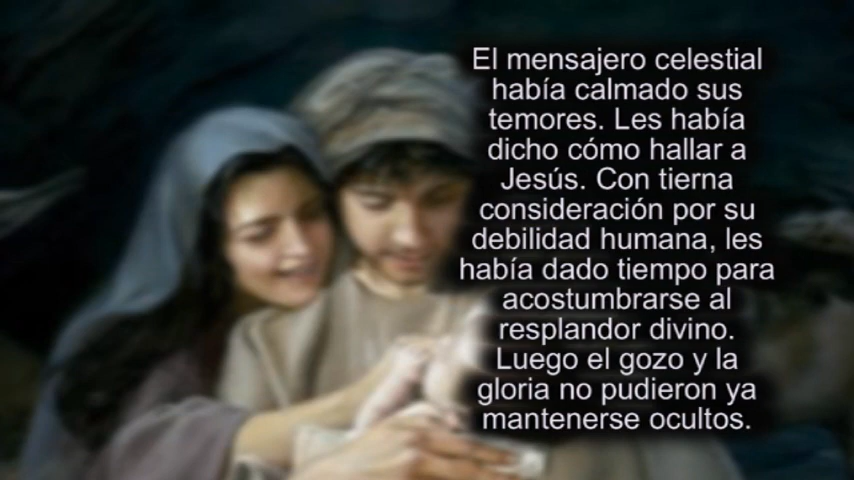 El mensajero celestial
había calmado sus
temores. Les había
dicho cómo hallar a
Jesús. Con tierna
consideración por su
debilidad humana, les
había dado tiempo para
acostumbrarse al
resplandor divino.
Luego el gozo y la
gloria no pudieron ya
mantenerse ocultos.